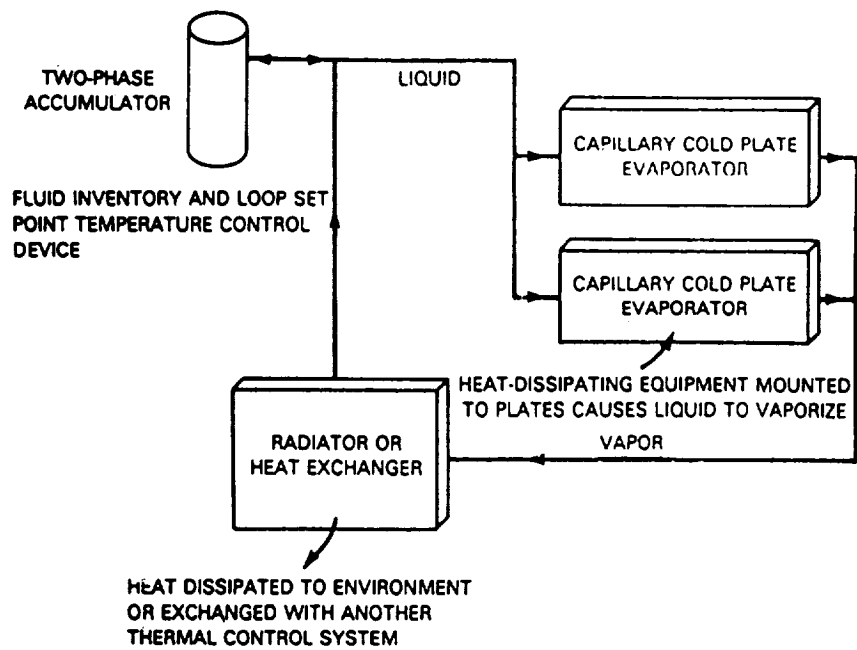 TWO-PHASE
ACCUMULATOR
LIQUID
CAPILLARY COLD PLATE
EVAPORATOR
FLUID INVENTORY AND LOOP SET
POINT TEMPERATURE CONTROL
DEVICE
CAPILLARY COLD PLATE
EVAPORATOR
HEAT-DISSIPATING EQUIPMENT MOUNTED
TO PLATES CAUSES LIQUID TO VAPORIZE
VAPOR
RADIATOR OR
HEAT EXCHANGER
HEAT DISSIPATED TO ENVIRONMENT
OR EXCHANGED WITH ANOTHER
THERMAL CONTROL SYSTEM